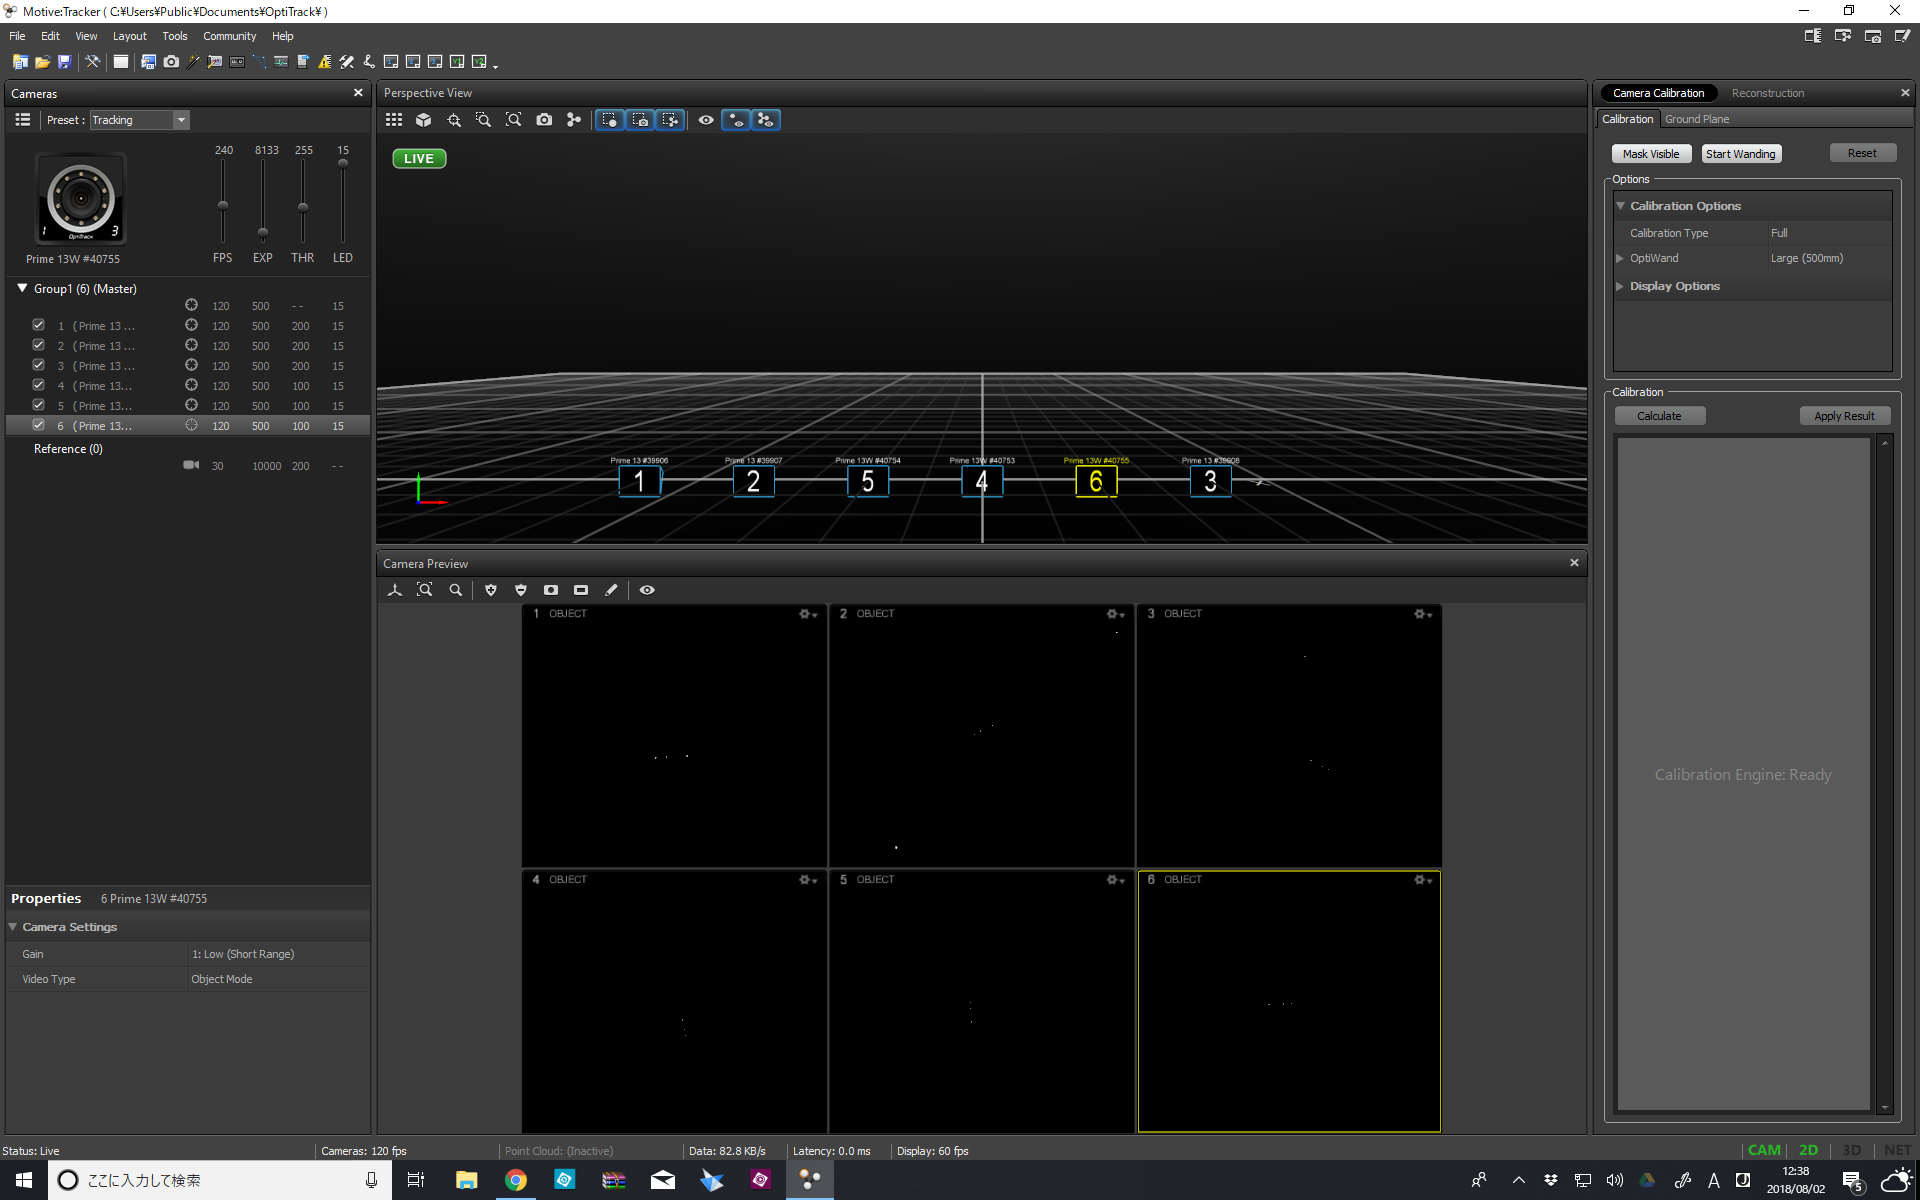 Motive:Tracker ( C:¥Users¥Public¥Documents¥OptiTrack¥ )
File Edit View Layout Tools Community Help
Cameras
Preset : Tracking
240 8133 255 15
1 3
OptiTrack
FPS EXP THR LED
Prime 13W #40755
Group1 (6) (Master)
120 500 - - 15
1 (Prime 13 ... 120 500 200 15
2 (Prime 13 ... 120 500 200 15
3 (Prime 13 ... 120 500 200 15
4 (Prime 13... 120 500 100 15
5 (Prime 13... 120 500 100 15
6 (Prime 13... 120 500 100 15
Reference (0)
30 10000 200 - -
Properties 6 Prime 13W #40755
Camera Settings
Gain 1: Low (Short Range)
Video Type Object Mode
Perspective View
LIVE
Prime 13 #39906 Prime 13 #39907 Prime 13W #40754 Prime 13W #40753 Prime 13W #40755 Prime 13 #39908
1 2 5 4 6 3
Camera Preview
1 OBJECT 2 OBJECT 3 OBJECT
4 OBJECT 5 OBJECT 6 OBJECT
Camera Calibration Reconstruction
Calibration Ground Plane
Mask Visible Start Wanding Reset
Options
Calibration Options
Calibration Type Full
OptiWand Large (500mm)
Display Options
Calibration
Calculate Apply Result
Calibration Engine: Ready
Status: Live Cameras: 120 fps Point Cloud: (Inactive) Data: 82.8 KB/s Latency: 0.0 ms Display: 60 fps CAM 2D 3D NET
ここに入力して検索
A
12:38
2018/08/02
5